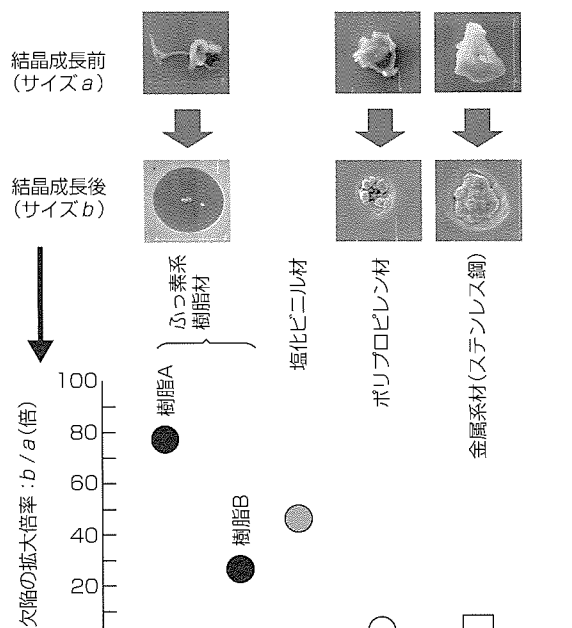 結晶成長前
(サイズa)
結晶成長後
(サイズb)
ふっ素系
樹脂材
塩化ビニル材
ポリプロピレン材
金属系材(ステンレス鋼)
欠陥の拡大倍率:b/a(倍)
100
80
60
40
20
樹脂A
樹脂B